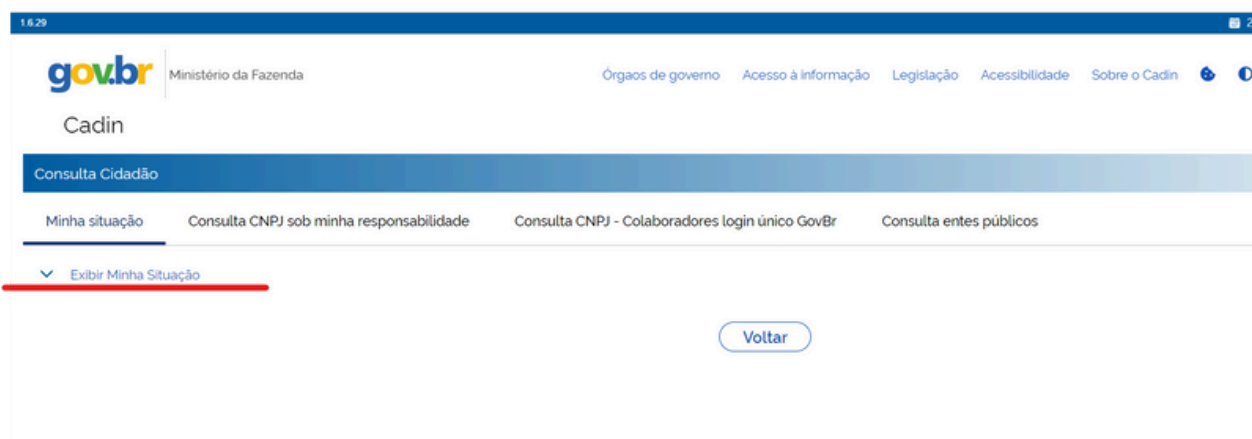 1.6.29 2
gov.br Ministério da Fazenda Órgaos de governo Acesso à informação Legislação Acessibilidade Sobre o Cadin
Cadin
Consulta Cidadão
Minha situação Consulta CNPJ sob minha responsabilidade Consulta CNPJ - Colaboradores login único GovBr Consulta entes públicos
Exibir Minha Situação
Voltar